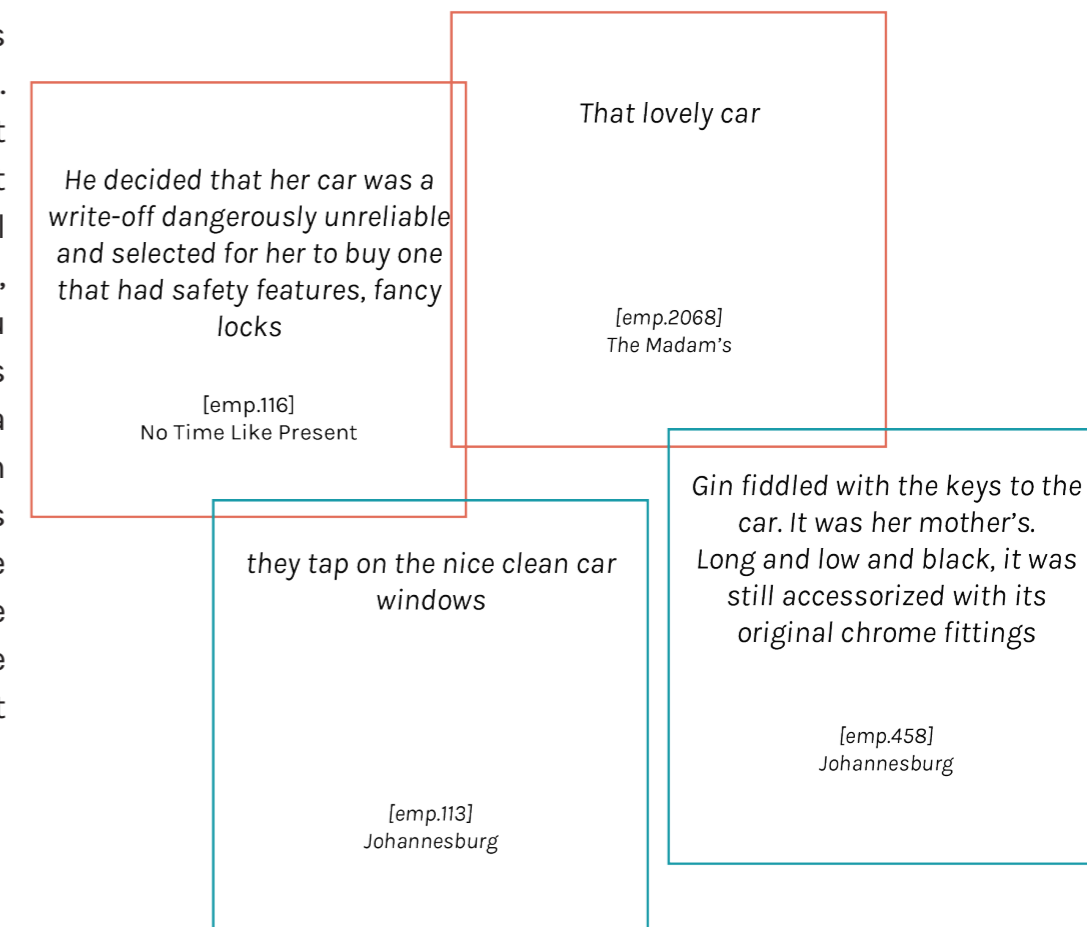 That lovely car
[emp.2068]
The Madam's
He decided that her car was a
write-off dangerously unreliable
and selected for her to buy one
that had safety features, fancy
locks
[emp.116]
No Time Like Present
Gin fiddled with the keys to the
car. It was her mother's.
Long and low and black, it was
still accessorized with its
original chrome fittings
[emp.458]
Johannesburg
they tap on the nice clean car
windows
[emp.113]
Johannesburg